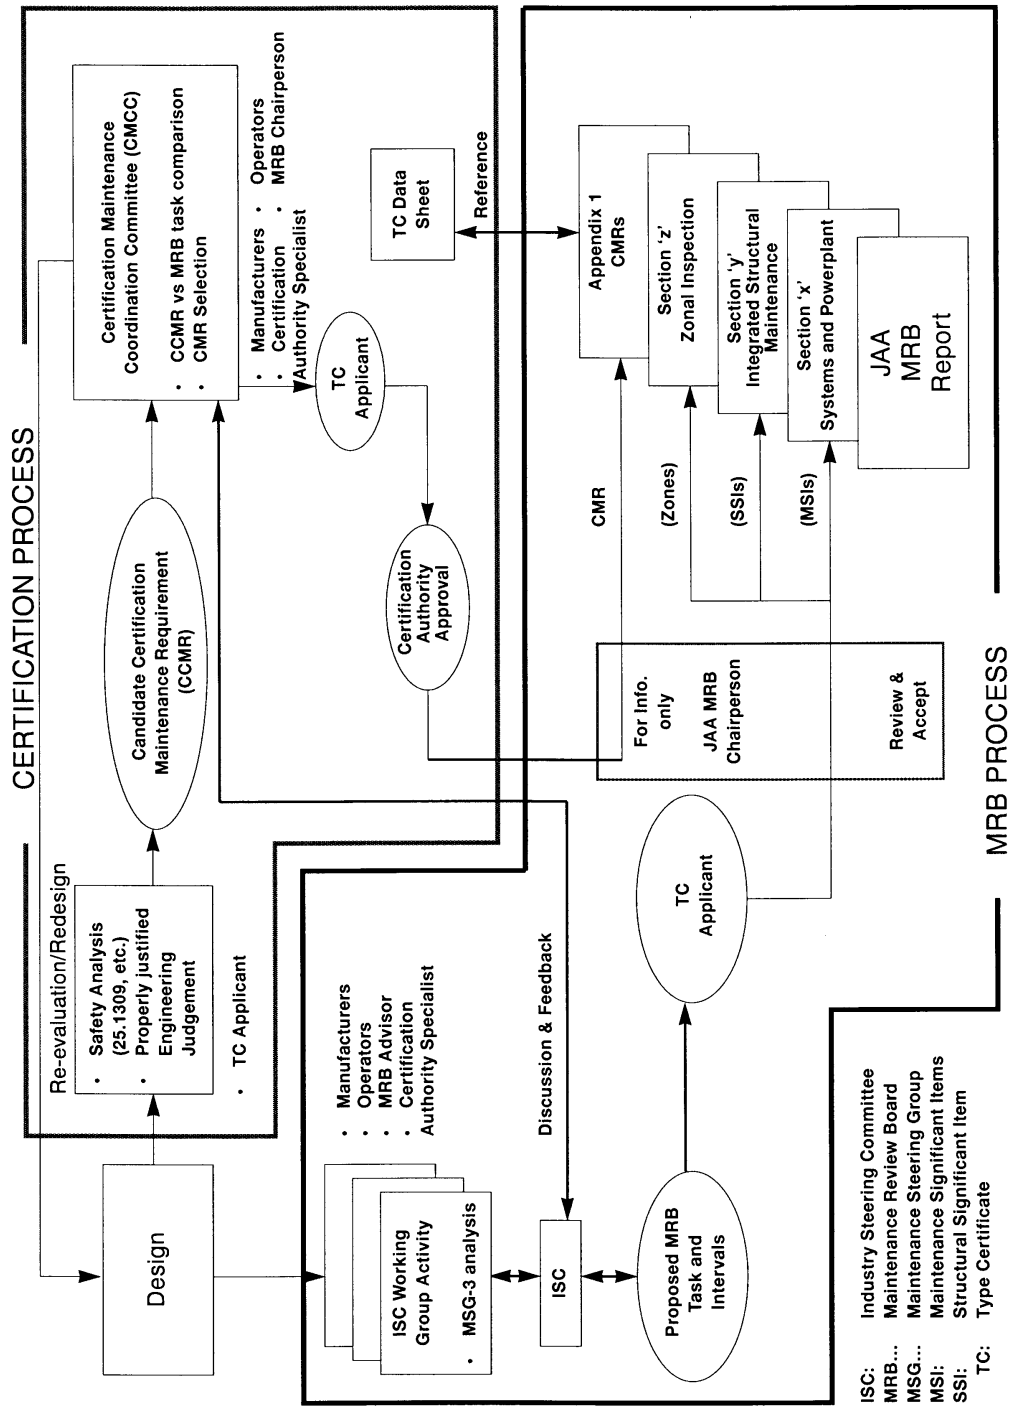 CERTIFICATION PROCESS
Re-evaluation/Redesign
Design
• Safety Analysis
(25.1309, etc.)
• Properly justified
Engineering
Judgement
• TC Applicant
Candidate Certification
Maintenance Requirement
(CCMR)
Certification Maintenance
Coordination Committee (CMCC)
• CCMR vs MRB task comparison
• CMR Selection
• Manufacturers • Operators
• Certification • MRB Chairperson
Authority Specialist
TC
Applicant
Certification
Authority
Approval
TC Data
Sheet
Reference
• Manufacturers
• Operators
• MRB Advisor
• Certification
Authority Specialist
ISC Working
Group Activity
• MSG-3 analysis
ISC
Discussion & Feedback
Proposed MRB
Task and
Intervals
TC
Applicant
For Info.
only
JAA MRB
Chairperson
Review &
Accept
CMR
(Zones)
(SSIs)
(MSIs)
Appendix 1
CMRs
Section ‘z’
Zonal Inspection
Section ‘y’
Integrated Structural
Maintenance
Section ‘x’
Systems and Powerplant
JAA
MRB
Report
MRB PROCESS
ISC: Industry Steering Committee
MRB... Maintenance Review Board
MSG... Maintenance Steering Group
MSI: Maintenance Significant Items
SSI: Structural Significant Item
TC: Type Certificate